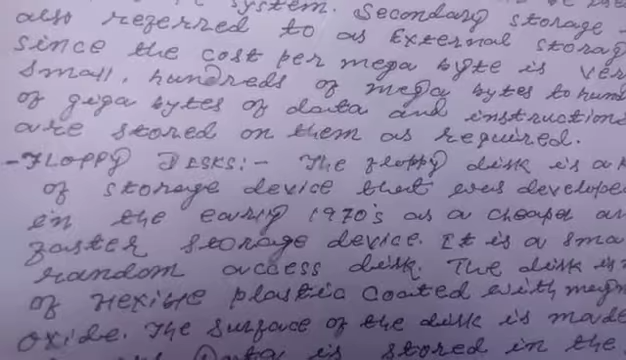 system. Secondary storage
also referred to as External storag
since the cost per mega byte is ver
small, hundreds of mega bytes to hund
of giga bytes of data and instructions
are stored on them as required.
-FLOPPY DISKS:- The floppy disk is a
of storage device that was develope
in the early 1970's as a cheaper an
faster storage device. It is a sma
random access disk. The disk is
of flexible plastic coated with magn
oxide. The surface of the disk is made
Data is stored in the